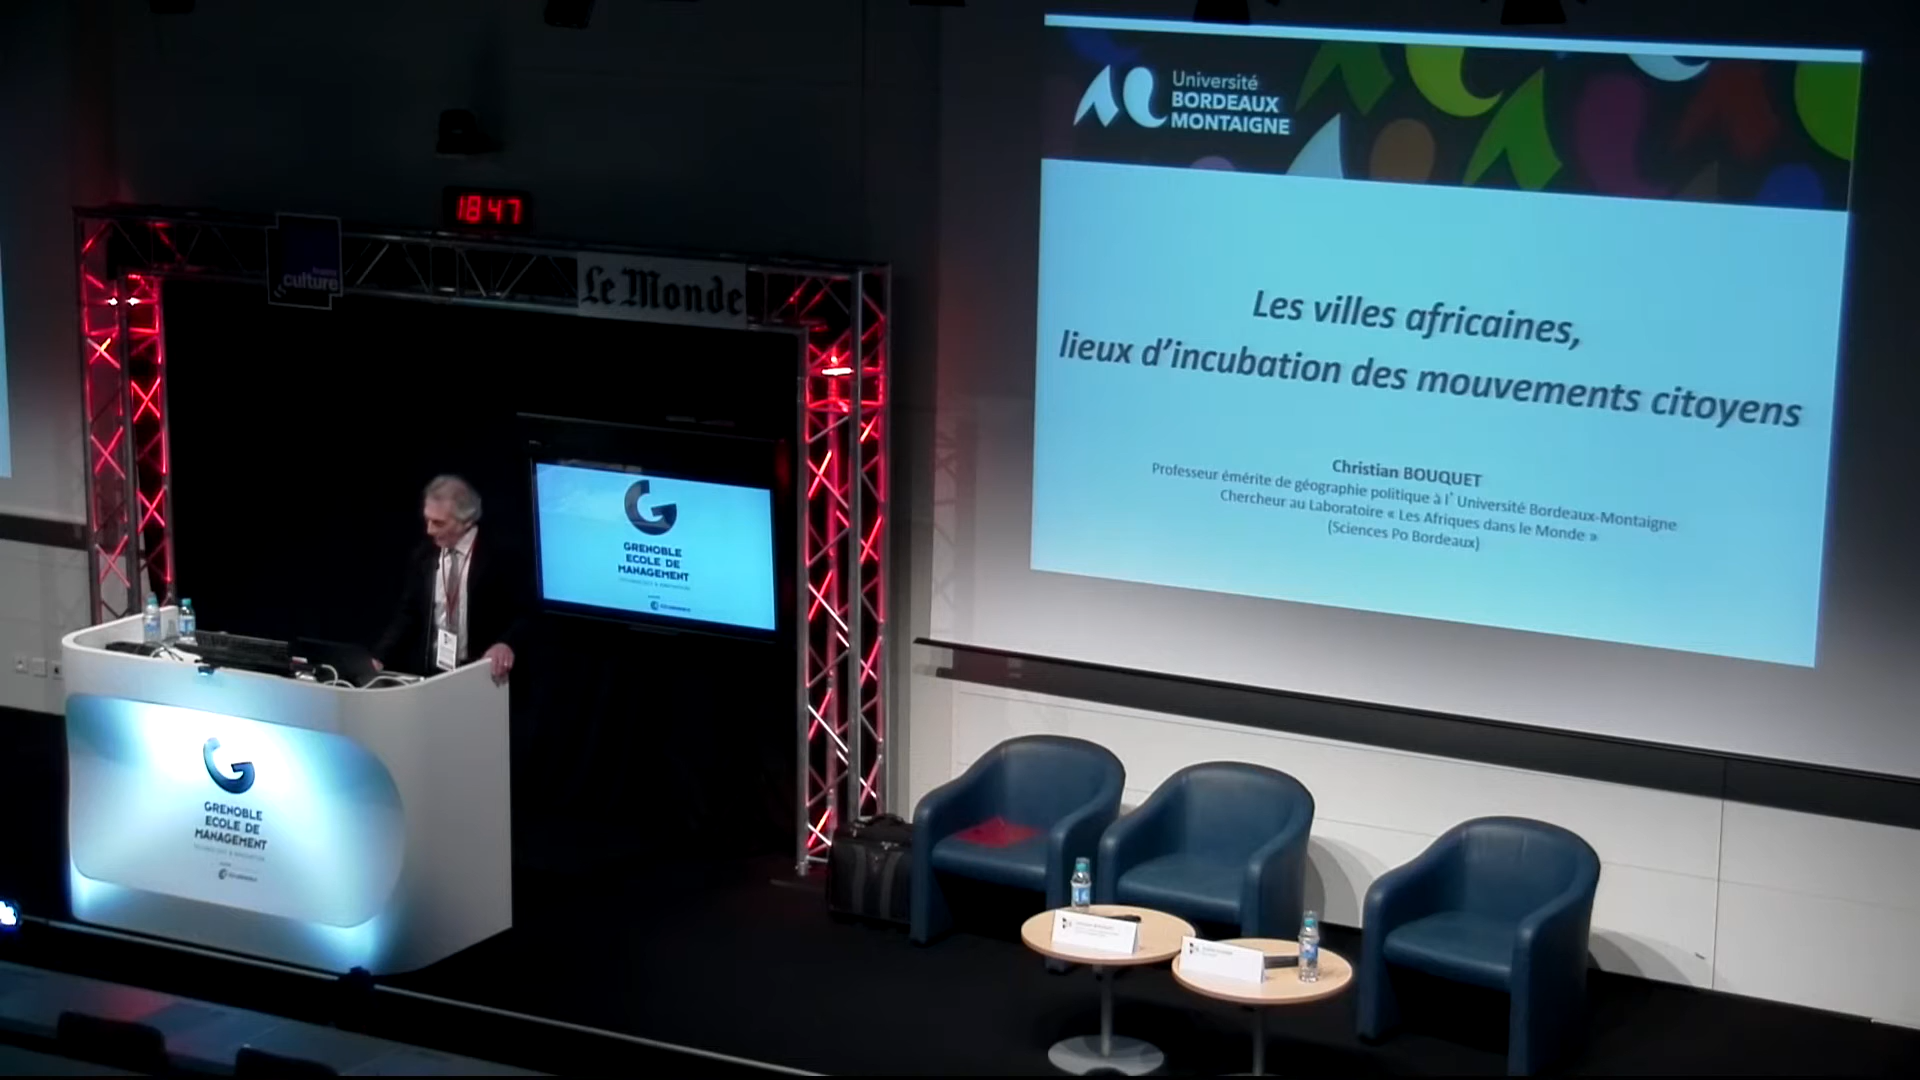 18 47
culture
Le Monde
Université
BORDEAUX
MONTAIGNE
Les villes africaines,
lieux d'incubation des mouvements citoyens
Christian BOUQUET
Professeur émérite de géographie politique à l' Université Bordeaux-Montaigne
Chercheur au Laboratoire « Les Afriques dans le Monde »
(Sciences Po Bordeaux)
GRENOBLE
ECOLE DE
MANAGEMENT
GRENOBLE
ECOLE DE
MANAGEMENT